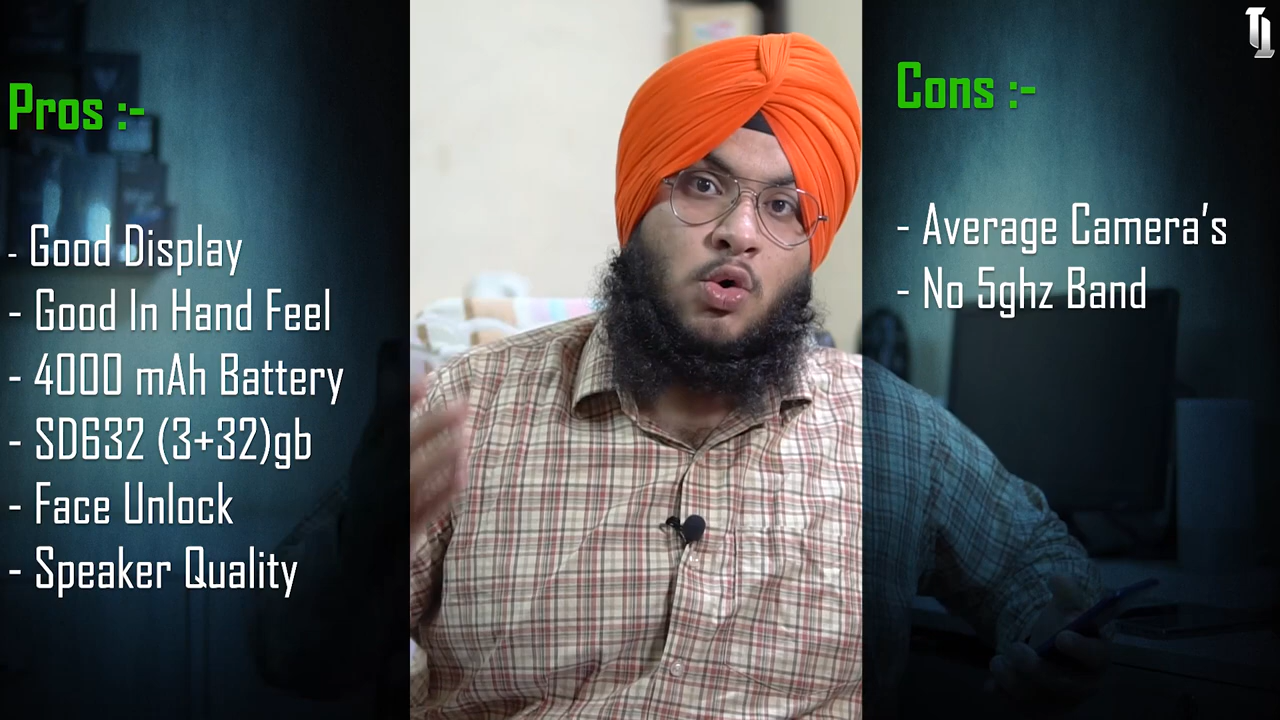 Pros :-
- Good Display
- Good In Hand Feel
- 4000 mAh Battery
- SD632 (3+32)gb
- Face Unlock
- Speaker Quality
Cons :-
- Average Camera's
- No 5ghz Band
TL